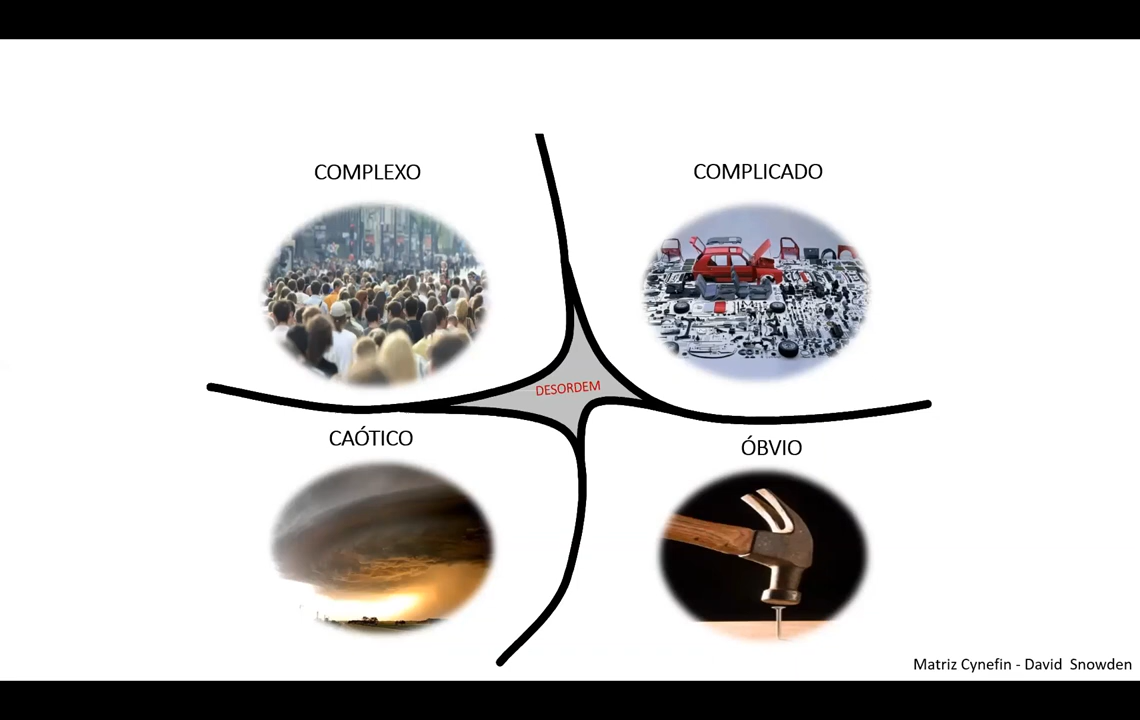 COMPLEXO
COMPLICADO
DESORDEM
CAÓTICO
ÓBVIO
Matriz Cynefin - David Snowden